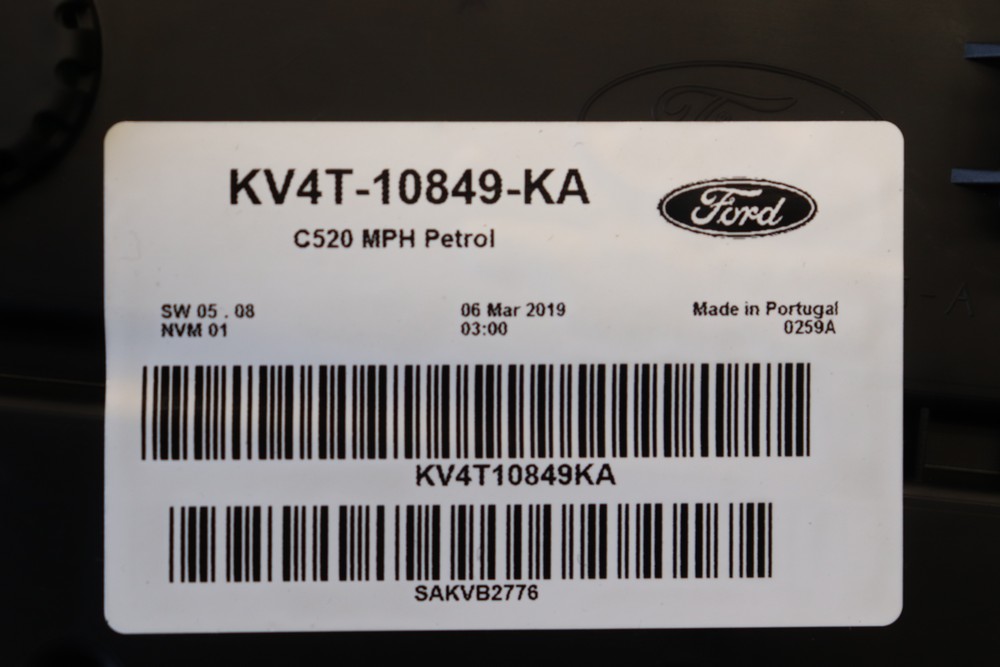 KV4T-10849-KA
Ford
C520 MPH Petrol
SW 05 . 08
06 Mar 2019
Made in Portugal
NVM 01
03:00
0259A
KV4T10849KA
SAKVB2776